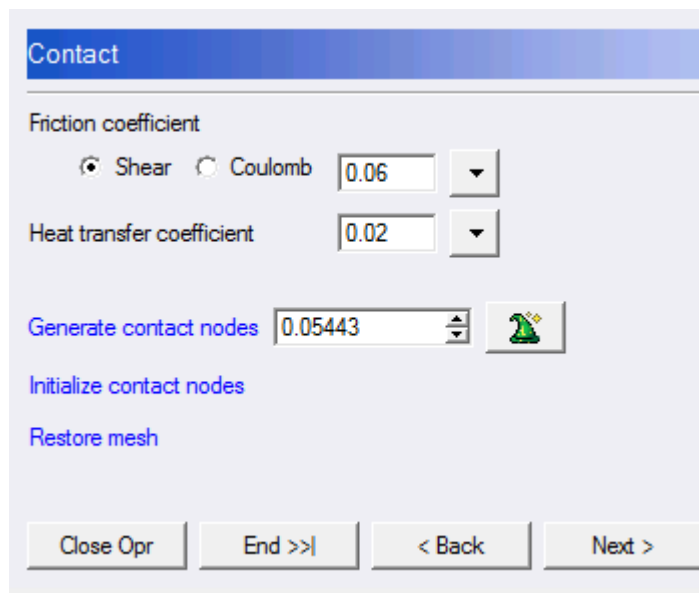 Contact
Friction coefficient
Shear Coulomb 0.06
Heat transfer coefficient 0.02
Generate contact nodes 0.05443
Initialize contact nodes
Restore mesh
Close Opr End >>| < Back Next >